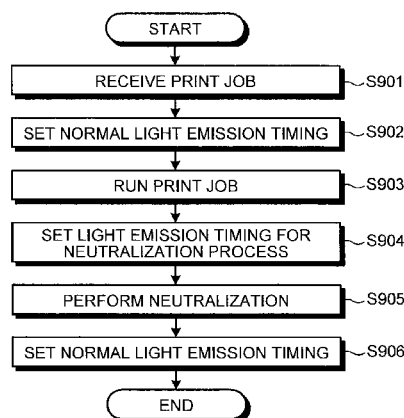 START
RECEIVE PRINT JOB
S901
SET NORMAL LIGHT EMISSION TIMING
S902
RUN PRINT JOB
S903
SET LIGHT EMISSION TIMING FOR
NEUTRALIZATION PROCESS
S904
PERFORM NEUTRALIZATION
S905
SET NORMAL LIGHT EMISSION TIMING
S906
END